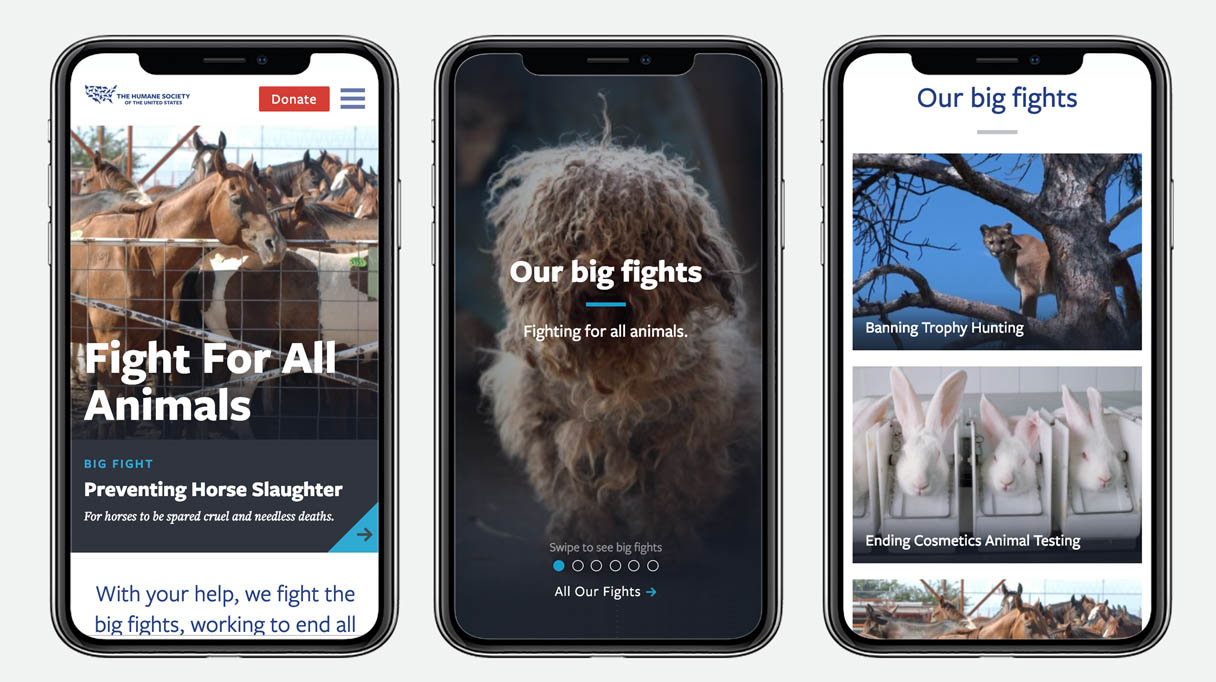 THE HUMANE SOCIETY
OF THE UNITED STATES
Donate
Fight For All
Animals
BIG FIGHT
Preventing Horse Slaughter
For horses to be spared cruel and needless deaths.
With your help, we fight the
big fights, working to end all
Our big fights
Fighting for all animals.
Swipe to see big fights
All Our Fights →
Our big fights
Banning Trophy Hunting
Ending Cosmetics Animal Testing